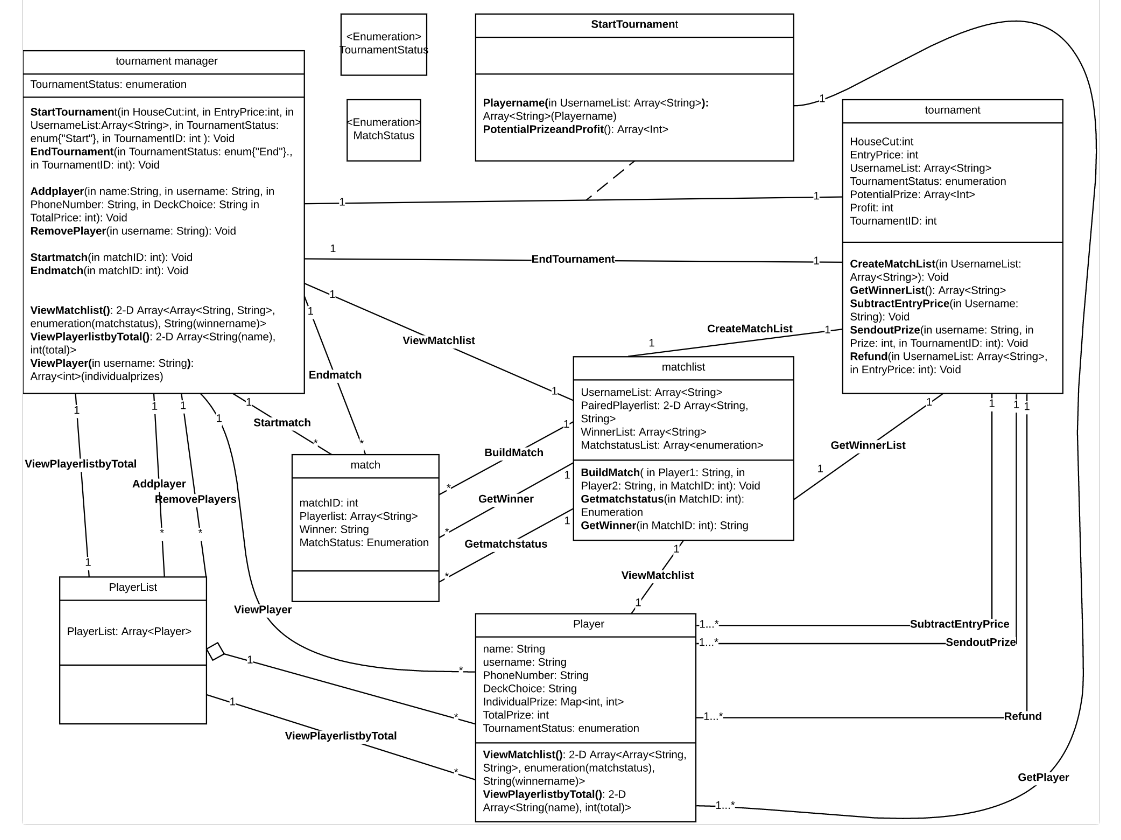 <Enumeration>
TournamentStatus
<Enumeration>
MatchStatus
StartTournament
Playername(in UsernameList: Array<String>):
Array<String>(Playername)
PotentialPrizeandProfit(): Array<Int>
tournament manager
TournamentStatus: enumeration
StartTournament(in HouseCut:int, in EntryPrice:int, in
UsernameList:Array<String>, in TournamentStatus:
enum{"Start"}, in TournamentID: int ): Void
EndTournament(in TournamentStatus: enum{"End"}.,
in TournamentID: int): Void
Addplayer(in name:String, in username: String, in
PhoneNumber: String, in DeckChoice: String in
TotalPrice: int): Void
RemovePlayer(in username: String): Void
Startmatch(in matchID: int): Void
Endmatch(in matchID: int): Void
ViewMatchlist(): 2-D Array<Array<String, String>,
enumeration(matchstatus), String(winnername)>
ViewPlayerlistbyTotal(): 2-D Array<String(name),
int(total)>
ViewPlayer(in username: String):
Array<int>(individualprizes)
tournament
HouseCut:int
EntryPrice: int
UsernameList: Array<String>
TournamentStatus: enumeration
PotentialPrize: Array<Int>
Profit: int
TournamentID: int
CreateMatchList(in UsernameList:
Array<String>): Void
GetWinnerList(): Array<String>
SubtractEntryPrice(in Username:
String): Void
SendoutPrize(in username: String, in
Prize: int, in TournamentID: int): Void
Refund(in UsernameList: Array<String>,
in EntryPrice: int): Void
1
1
1
1
EndTournament
1
1
ViewMatchlist
1
1
Endmatch
*
1
Startmatch
*
CreateMatchList
1
1
matchlist
UsernameList: Array<String>
PairedPlayerlist: 2-D Array<String,
String>
WinnerList: Array<String>
MatchstatusList: Array<enumeration>
BuildMatch( in Player1: String, in
Player2: String, in MatchID: int): Void
Getmatchstatus(in MatchID: int):
Enumeration
GetWinner(in MatchID: int): String
match
matchID: int
Playerlist: Array<String>
Winner: String
MatchStatus: Enumeration
1
BuildMatch
*
1
GetWinner
*
1
Getmatchstatus
*
1
GetWinnerList
1
1
ViewPlayerlistbyTotal
1
1
Addplayer
*
1
RemovePlayers
*
1
ViewPlayer
*
PlayerList
PlayerList: Array<Player>
1
*
1
ViewPlayerlistbyTotal
*
1
ViewMatchlist
1
Player
name: String
username: String
PhoneNumber: String
DeckChoice: String
IndividualPrize: Map<int, int>
TotalPrize: int
TournamentStatus: enumeration
ViewMatchlist(): 2-D Array<Array<String,
String>, enumeration(matchstatus),
String(winnername)>
ViewPlayerlistbyTotal(): 2-D
Array<String(name), int(total)>
1
1
1
1...*
SubtractEntryPrice
1...*
SendoutPrize
1...*
Refund
GetPlayer
1...*